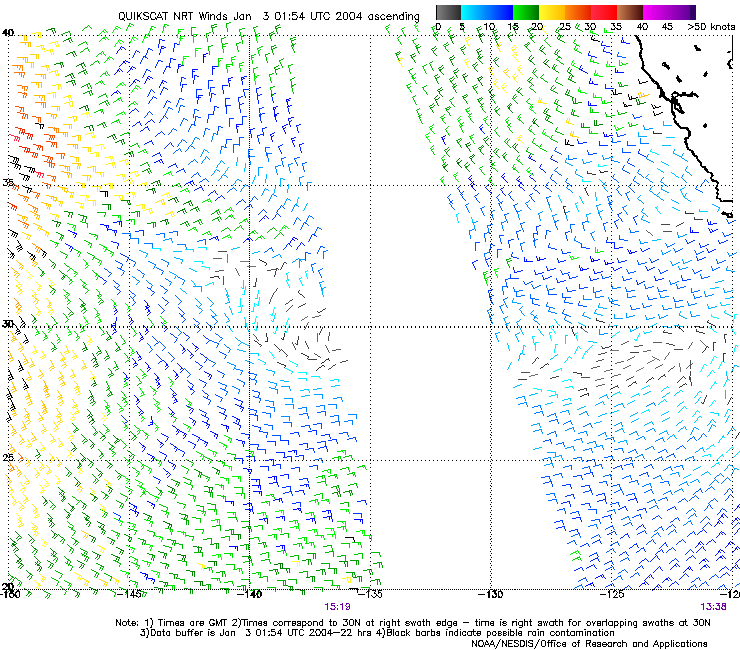 QUIKSCAT NRT Winds Jan 3 01:54 UTC 2004 ascending
0 5 10 15 20 25 30 35 40 45 >50 knots
40
35
30
25
20
-160 -145 -140 -135 -130 -125 -12
15:19 13:38
Note: 1) Times are GMT 2)Times correspond to 30N at right swath edge - time is right swath for overlapping swaths at 30N
3)Data buffer is Jan 3 01:54 UTC 2004-22 hrs 4)Black barbs indicate possible rain contamination
NOAA/NESDIS/Office of Research and Applications